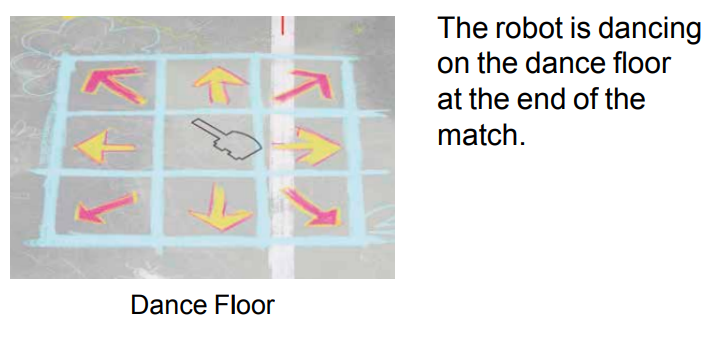 The robot is dancing
on the dance floor
at the end of the
match.
Dance Floor